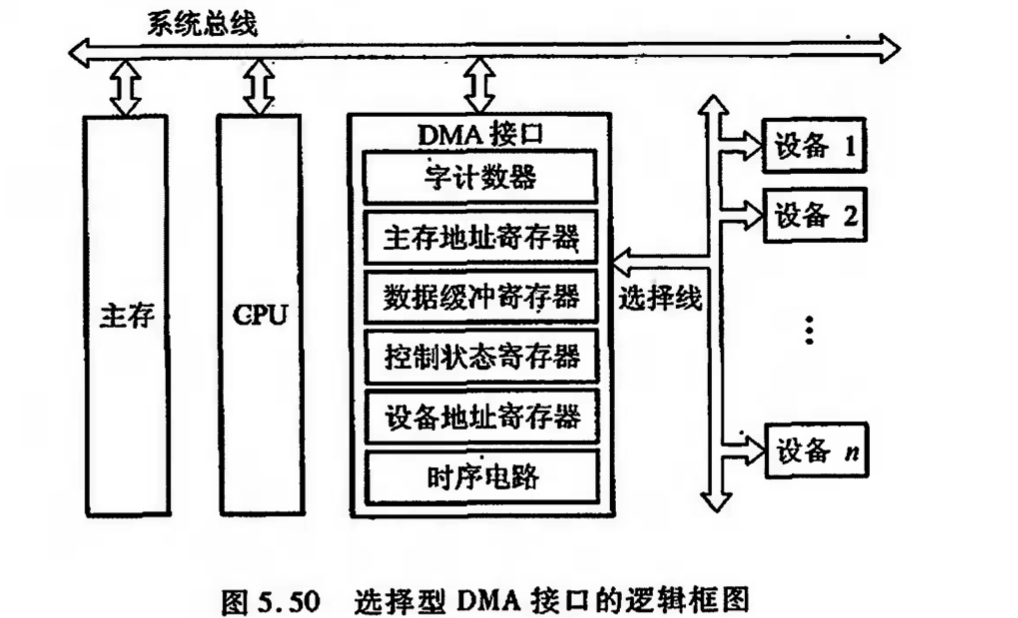 系统总线
主存
CPU
DMA 接口
字计数器
主存地址寄存器
数据缓冲寄存器
控制状态寄存器
设备地址寄存器
时序电路
选择线
设备 1
设备 2
⋮
设备 n
图 5.50 选择型 DMA 接口的逻辑框图